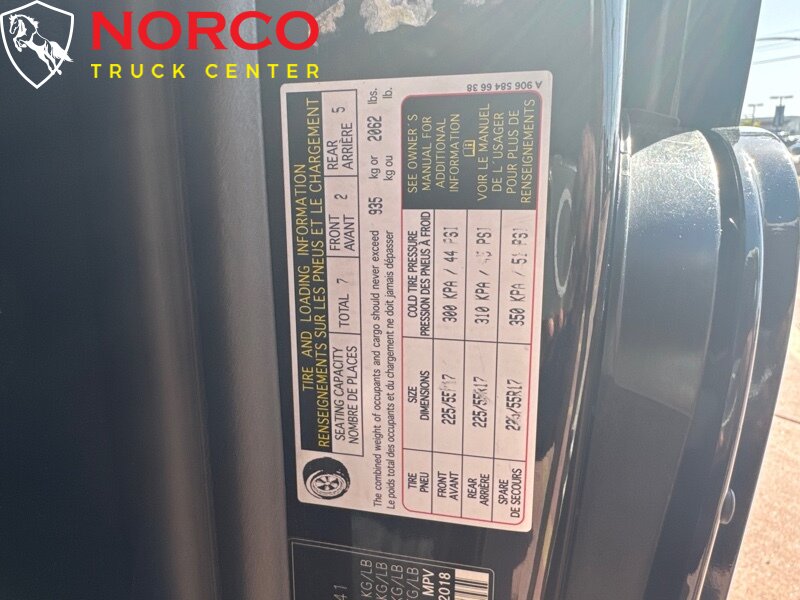 NORCO
TRUCK CENTER
TIRE AND LOADING INFORMATION
RENSEIGNEMENTS SUR LES PNEUS ET LE CHARGEMENT
SEATING CAPACITY
NOMBRE DE PLACES
TOTAL 7
FRONT
AVANT 2
REAR
ARRIÈRE 5
The combined weight of occupants and cargo should never exceed 935 kg or 2062 lbs.
Le poids total des occupants et du chargement ne doit jamais dépasser kg ou lb.
TIRE
PNEU
SIZE
DIMENSIONS
COLD TIRE PRESSURE
PRESSION DES PNEUS À FROID
SEE OWNER'S
MANUAL FOR
ADDITIONAL
INFORMATION
VOIR LE MANUEL
DE L'USAGER
POUR PLUS DE
RENSEIGNEMENTS
FRONT
AVANT
225/55R17
300 KPA / 44 PSI
REAR
ARRIÈRE
225/55R17
310 KPA / PSI
SPARE
DE SECOURS
225/55R17
350 KPA / 51 PSI
A 906 584 66 38
41
KG/LB
KG/LB
KG/LB
KG/LB
MPV
2018